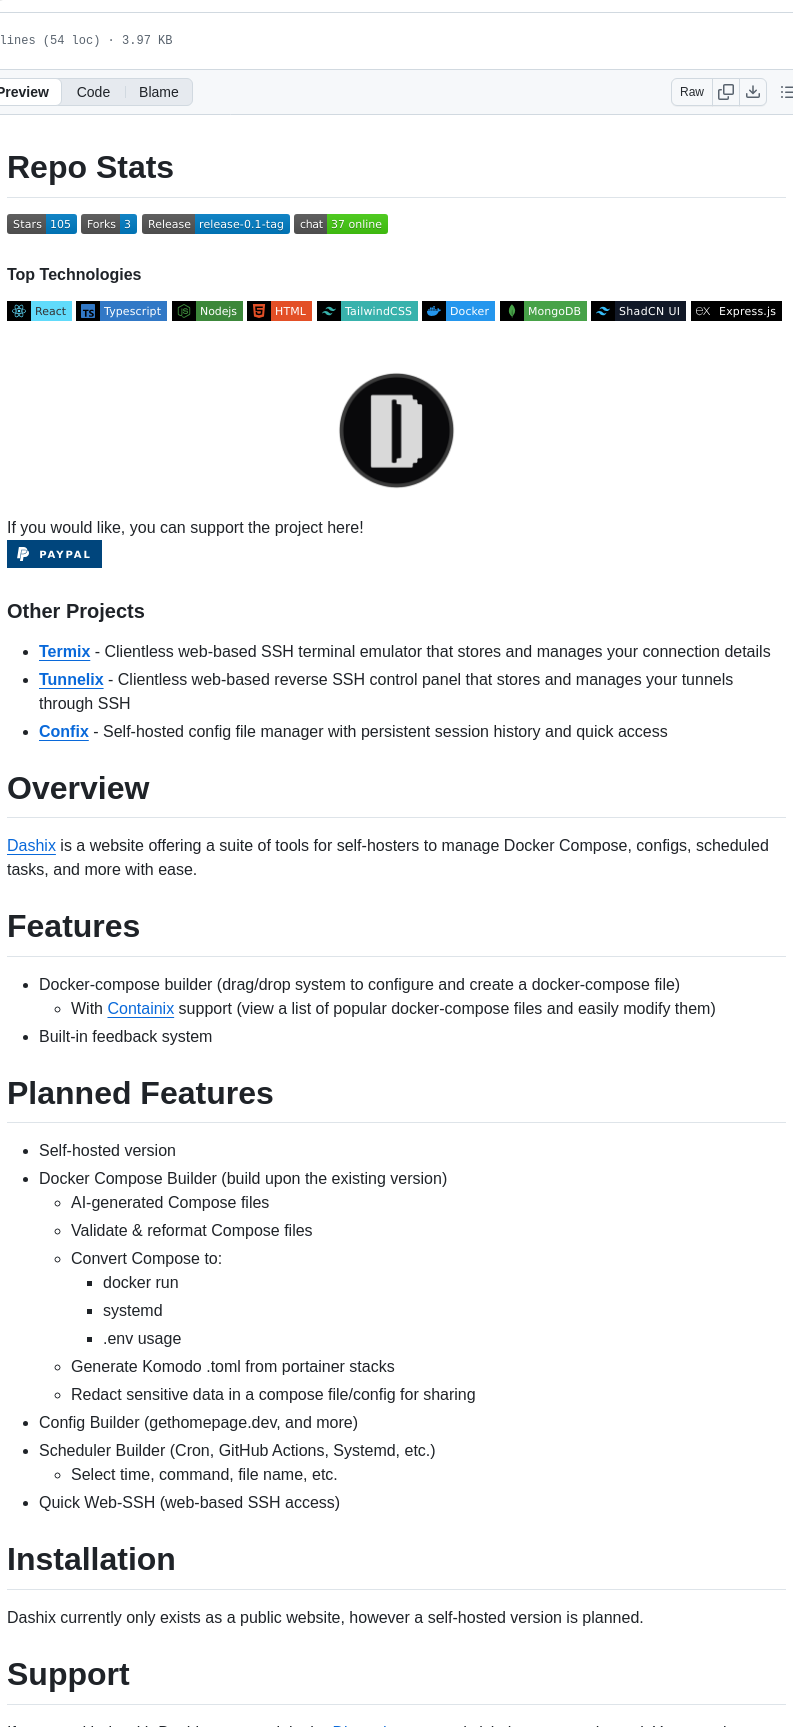 lines (54 loc) · 3.97 KB
Preview Code Blame Raw
Repo Stats
Stars 105 Forks 3 Release release-0.1-tag chat 37 online
Top Technologies
React TS Typescript Nodejs HTML TailwindCSS Docker MongoDB ShadCN UI ex Express.js
D
If you would like, you can support the project here!
PAYPAL
Other Projects
Termix - Clientless web-based SSH terminal emulator that stores and manages your connection details
Tunnelix - Clientless web-based reverse SSH control panel that stores and manages your tunnels
through SSH
Confix - Self-hosted config file manager with persistent session history and quick access
Overview
Dashix is a website offering a suite of tools for self-hosters to manage Docker Compose, configs, scheduled
tasks, and more with ease.
Features
Docker-compose builder (drag/drop system to configure and create a docker-compose file)
With Containix support (view a list of popular docker-compose files and easily modify them)
Built-in feedback system
Planned Features
Self-hosted version
Docker Compose Builder (build upon the existing version)
AI-generated Compose files
Validate & reformat Compose files
Convert Compose to:
docker run
systemd
.env usage
Generate Komodo .toml from portainer stacks
Redact sensitive data in a compose file/config for sharing
Config Builder (gethomepage.dev, and more)
Scheduler Builder (Cron, GitHub Actions, Systemd, etc.)
Select time, command, file name, etc.
Quick Web-SSH (web-based SSH access)
Installation
Dashix currently only exists as a public website, however a self-hosted version is planned.
Support